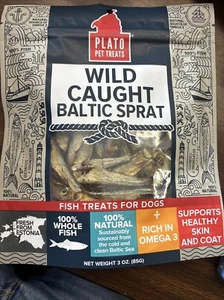 PLATO
PET TREATS
WILD
CAUGHT
BALTIC SPRAT
FISH TREATS FOR DOGS
FRESH
FROM
ESTONIA
100%
WHOLE
FISH
100%
NATURAL
Sustainably
sourced from
the cold and
clean Baltic Sea
+
RICH IN
OMEGA 3
SUPPORTS
HEALTHY
SKIN
AND COAT
NET WEIGHT 3 OZ. (85G)